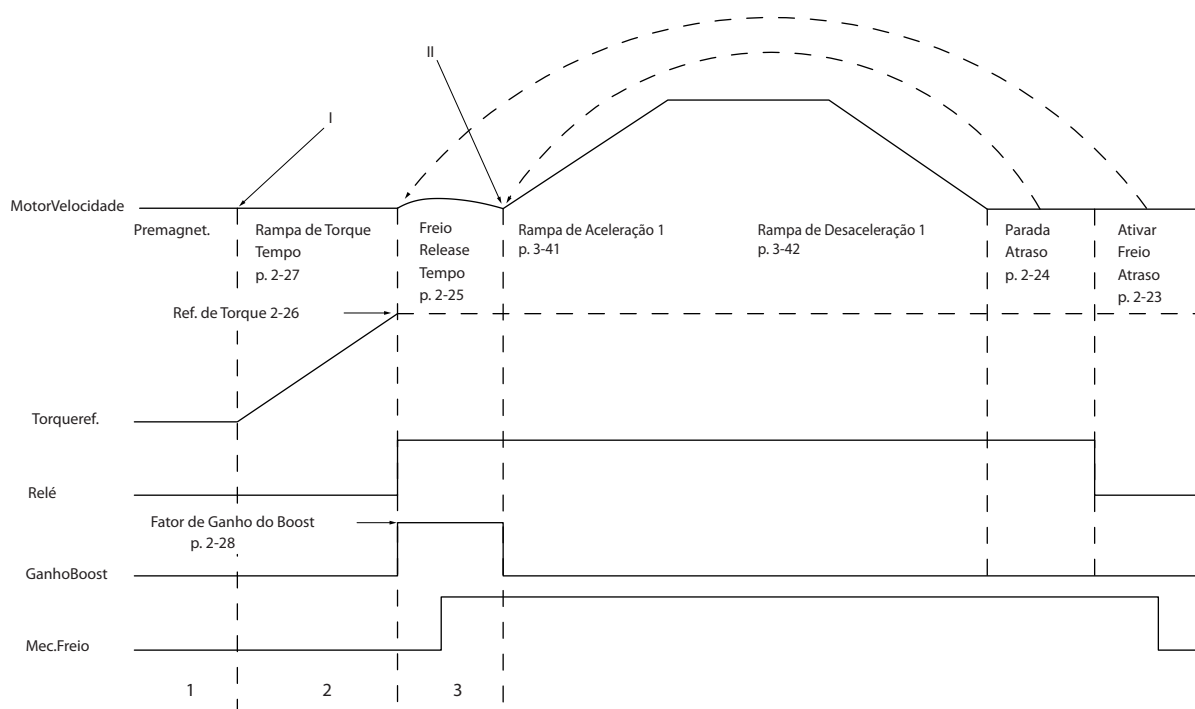 II
I
MotorVelocidade
Premagnet.
Rampa de Torque
Tempo
p. 2-27
Freio
Release
Tempo
p. 2-25
Rampa de Aceleração 1
p. 3-41
Rampa de Desaceleração 1
p. 3-42
Parada
Atraso
p. 2-24
Ativar
Freio
Atraso
p. 2-23
Ref. de Torque 2-26
Torqueref.
Relé
Fator de Ganho do Boost
p. 2-28
GanhoBoost
Mec.Freio
1
2
3